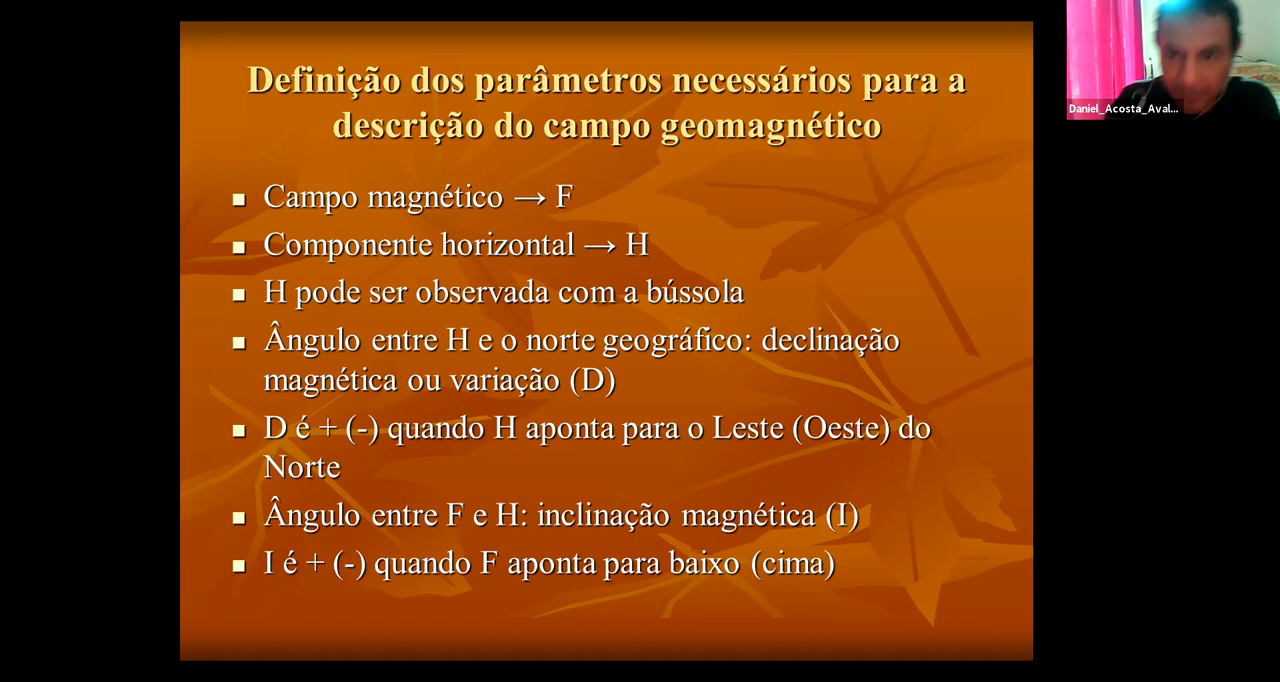 Definição dos parâmetros necessários para a
descrição do campo geomagnético
Campo magnético → F
Componente horizontal → H
H pode ser observada com a bússola
Ângulo entre H e o norte geográfico: declinação
magnética ou variação (D)
D é + (-) quando H aponta para o Leste (Oeste) do
Norte
Ângulo entre F e H: inclinação magnética (I)
I é + (-) quando F aponta para baixo (cima)
Daniel_Acosta_Aval...